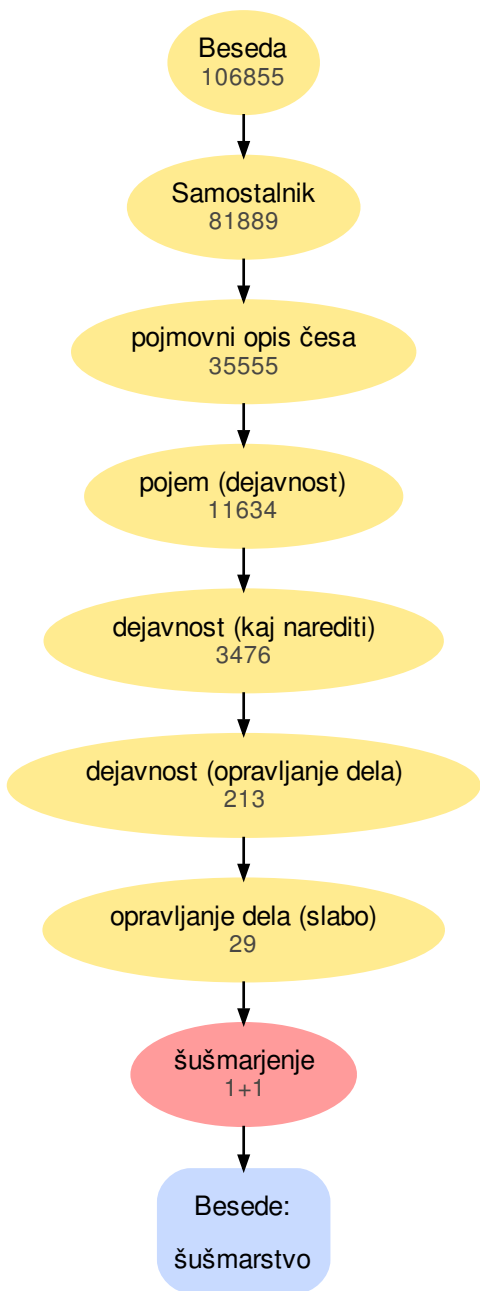 Beseda
106855
Samostalnik
81889
pojmovni opis česa
35555
pojem (dejavnost)
11634
dejavnost (kaj narediti)
3476
dejavnost (opravljanje dela)
213
opravljanje dela (slabo)
29
šušmarjenje
1+1
Besede:
šušmarstvo